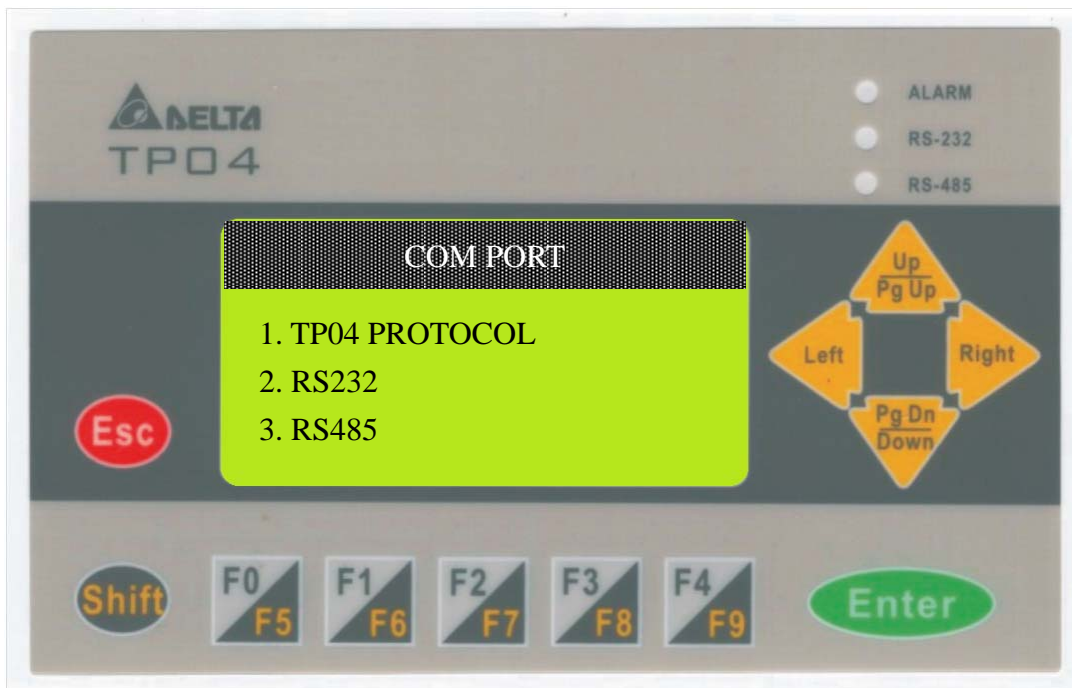 DELTA
TP04
ALARM
RS-232
RS-485
COM PORT
1. TP04 PROTOCOL
2. RS232
3. RS485
Up
Pg Up
Left
Right
Pg Dn
Down
Esc
Shift
F0
F5
F1
F6
F2
F7
F3
F8
F4
F9
Enter